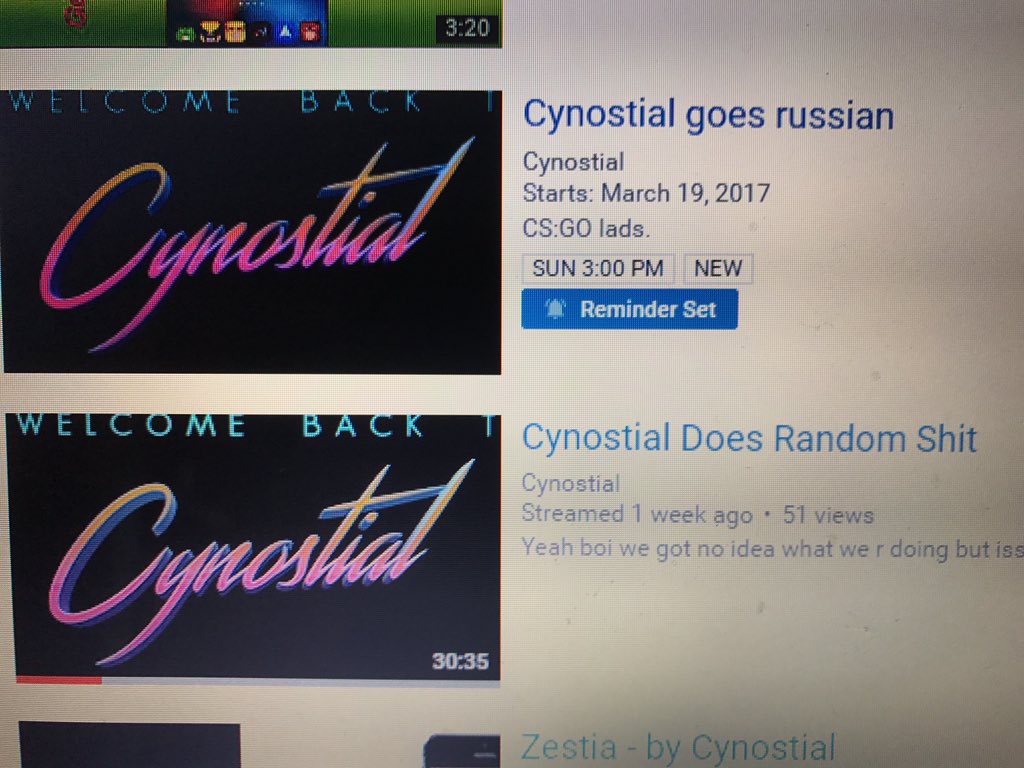 3:20
WELCOME BACK T
Cynostial
Cynostial goes russian
Cynostial
Starts: March 19, 2017
CS:GO lads.
SUN 3:00 PM NEW
Reminder Set
WELCOME BACK T
Cynostial
30:35
Cynostial Does Random Shit
Cynostial
Streamed 1 week ago • 51 views
Yeah boi we got no idea what we r doing but iss
Zestia - by Cynostial